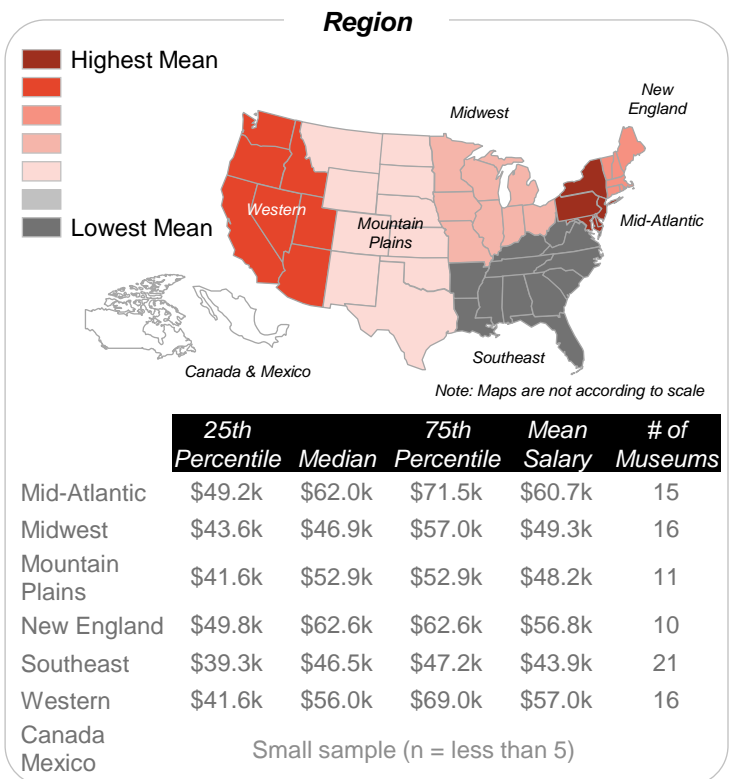 Region
Highest Mean
Lowest Mean
New
England
Midwest
Western
Mountain
Plains
Mid-Atlantic
Southeast
Canada & Mexico
Note: Maps are not according to scale
25th Percentile Median 75th Percentile Mean Salary # of Museums
Mid-Atlantic $49.2k $62.0k $71.5k $60.7k 15
Midwest $43.6k $46.9k $57.0k $49.3k 16
Mountain Plains $41.6k $52.9k $52.9k $48.2k 11
New England $49.8k $62.6k $62.6k $56.8k 10
Southeast $39.3k $46.5k $47.2k $43.9k 21
Western $41.6k $56.0k $69.0k $57.0k 16
Canada Mexico Small sample (n = less than 5)